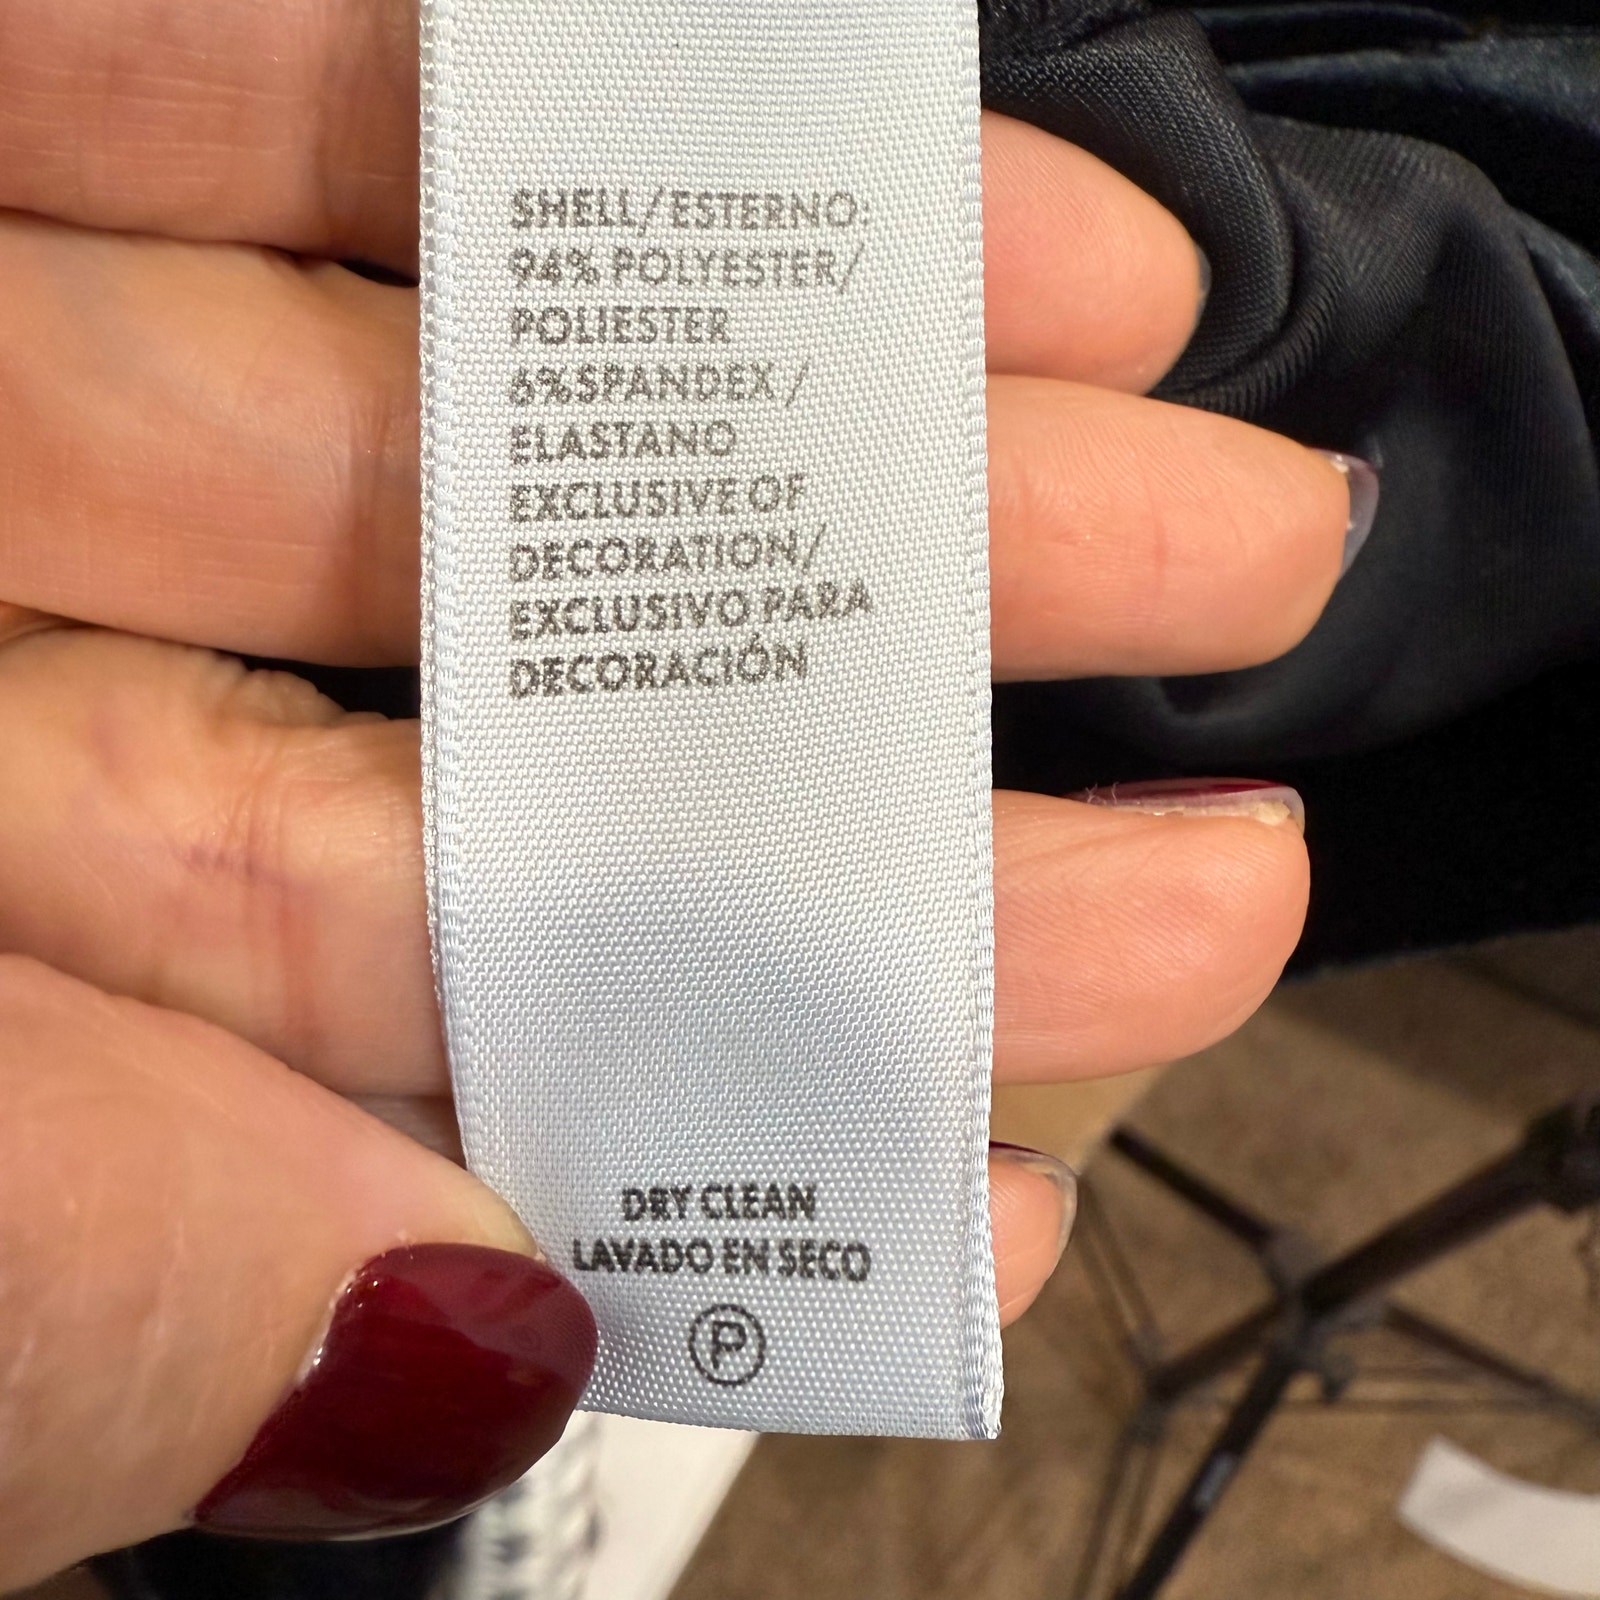 SHELL/ESTERNO:
94% POLYESTER/
POLIESTER
6%SPANDEX/
ELASTANO
EXCLUSIVE OF
DECORATION/
EXCLUSIVO PARA
DECORACIÓN
DRY CLEAN
LAVADO EN SECO
P